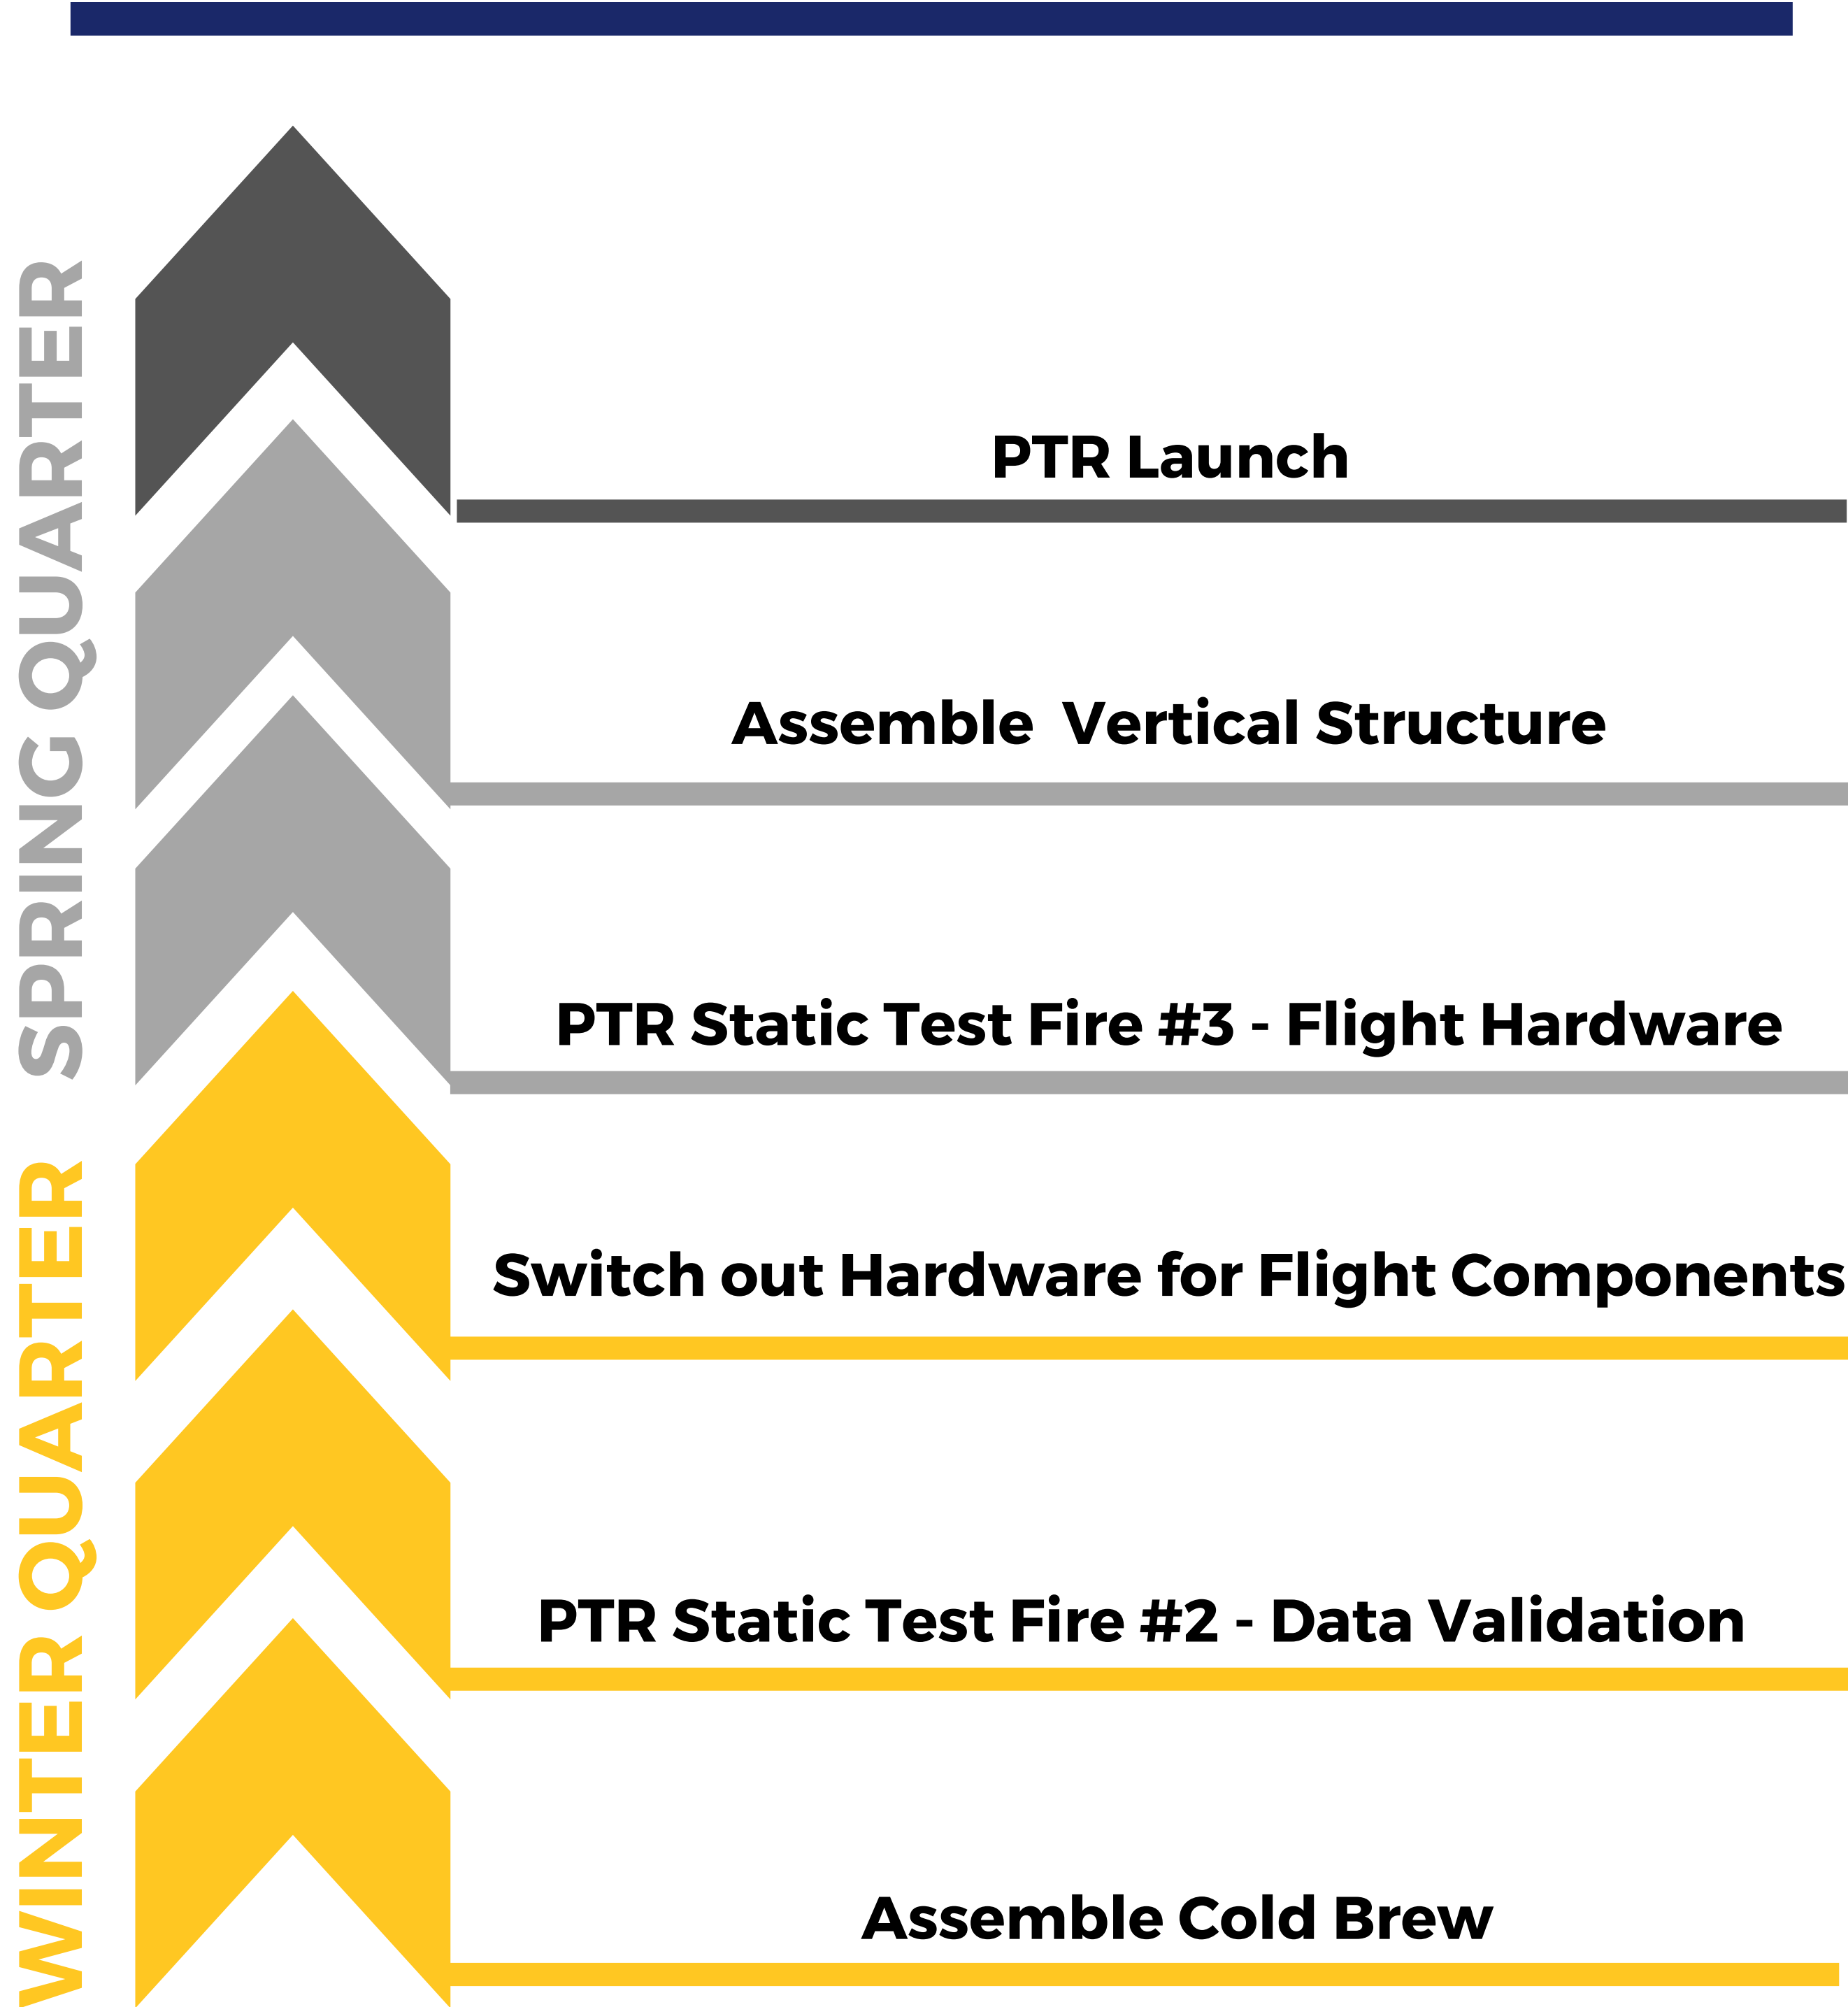 SPRING QUARTER
PTR Launch
Assemble Vertical Structure
PTR Static Test Fire #3 - Flight Hardware
WINTER QUARTER
Switch out Hardware for Flight Components
PTR Static Test Fire #2 - Data Validation
Assemble Cold Brew